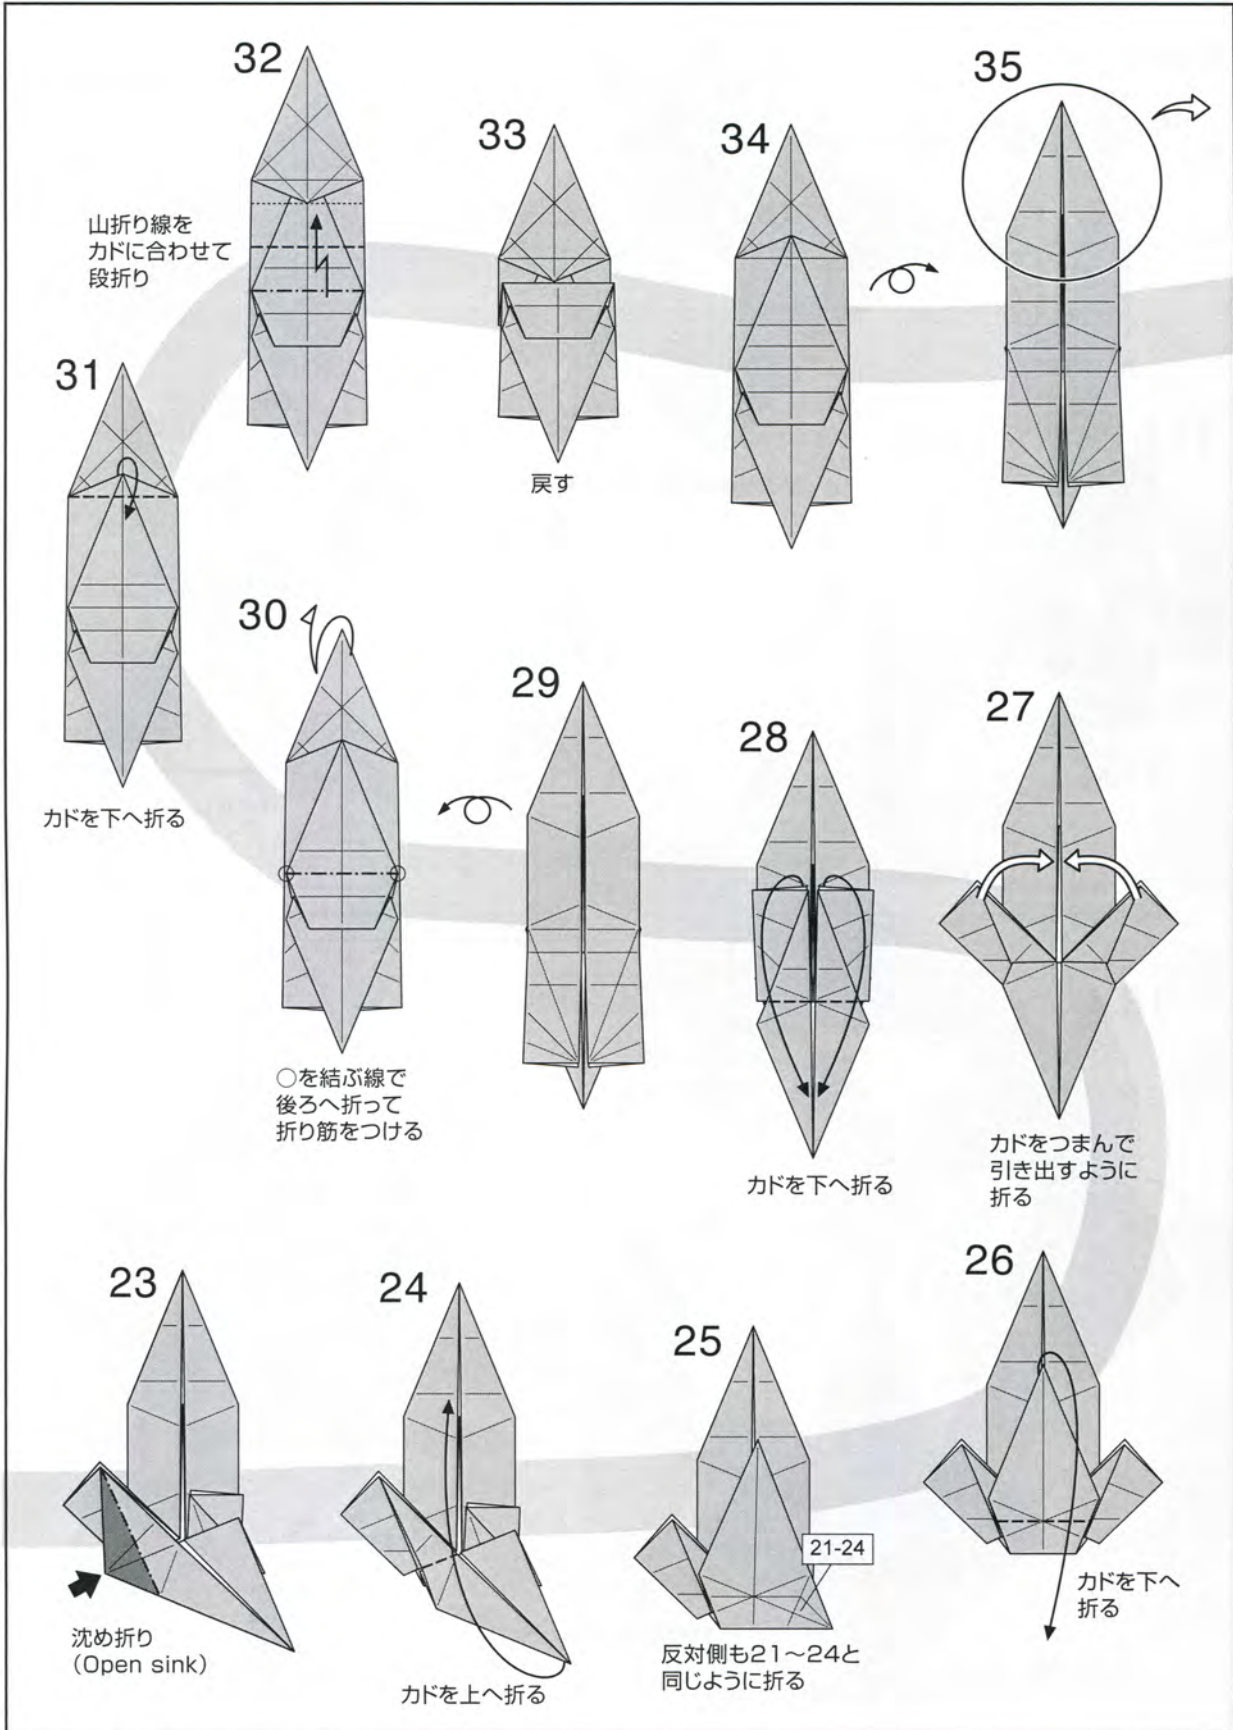 32
山折り線を
カドに合わせて
段折り
33
戻す
34
35
31
カドを下へ折る
30
○を結ぶ線で
後ろへ折って
折り筋をつける
29
28
カドを下へ折る
27
カドをつまんで
引き出すように
折る
23
沈め折り
(Open sink)
24
カドを上へ折る
25
21-24
反対側も21〜24と
同じように折る
26
カドを下へ
折る